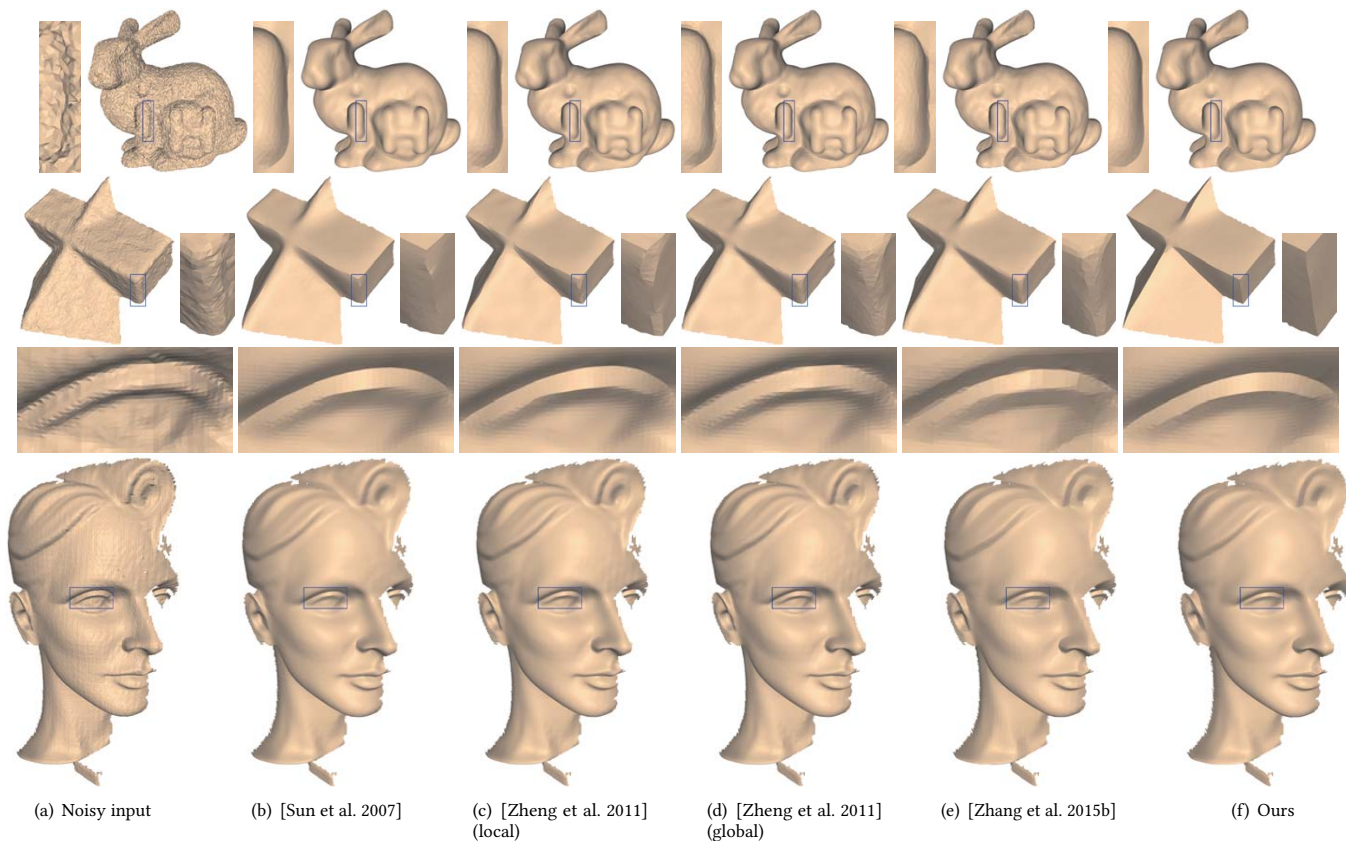 (a) Noisy input
(b) [Sun et al. 2007]
(c) [Zheng et al. 2011]
(local)
(d) [Zheng et al. 2011]
(global)
(e) [Zhang et al. 2015b]
(f) Ours